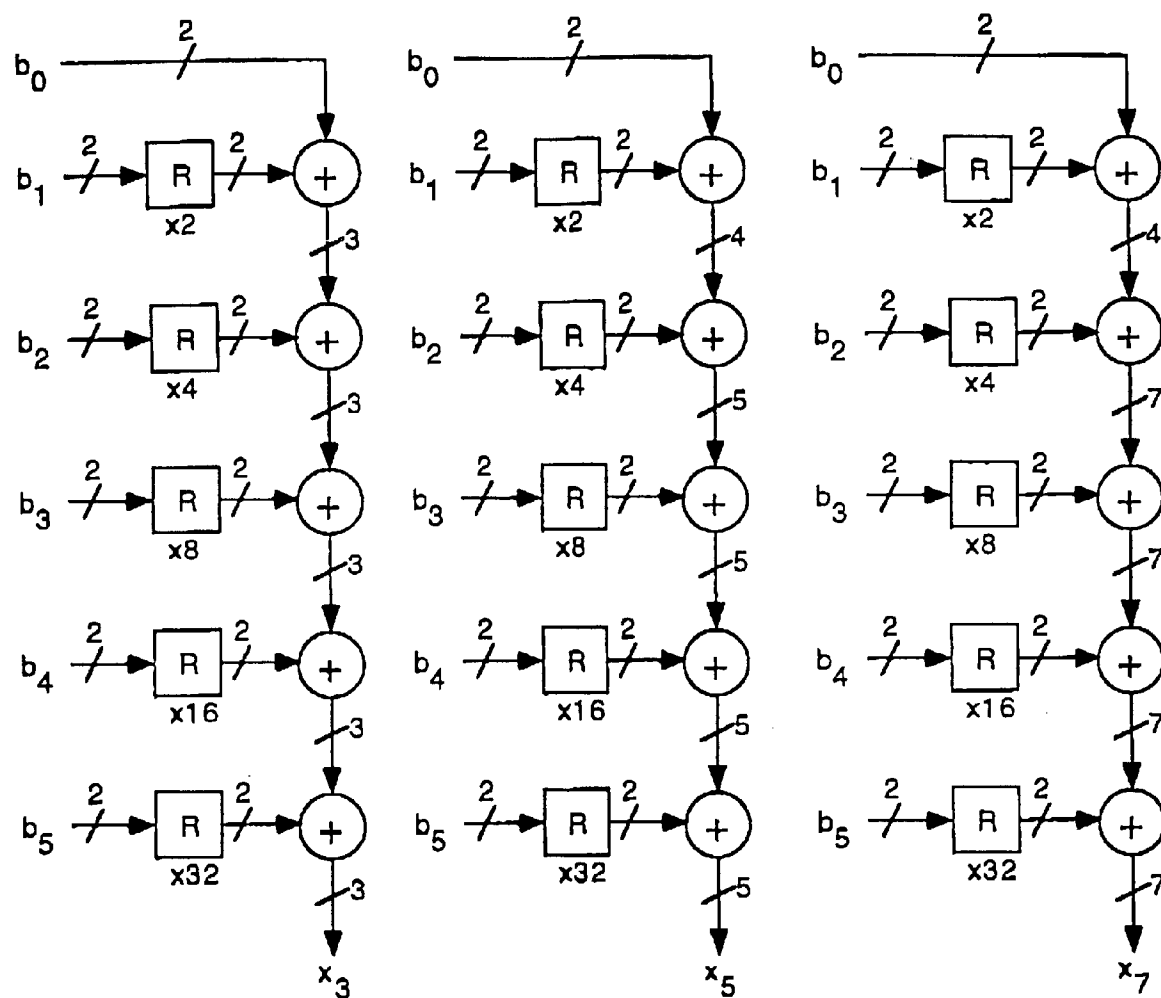 2 2 2
b0 b0 b0
2 2 2 2 2 2
b1 R + b1 R + b1 R +
x2 x2 x2
3 4 4
2 2 2 2 2 2
b2 R + b2 R + b2 R +
x4 x4 x4
3 5 7
2 2 2 2 2 2
b3 R + b3 R + b3 R +
x8 x8 x8
3 5 7
2 2 2 2 2 2
b4 R + b4 R + b4 R +
x16 x16 x16
3 5 7
2 2 2 2 2 2
b5 R + b5 R + b5 R +
x32 x32 x32
3 5 7
x3 x5 x7